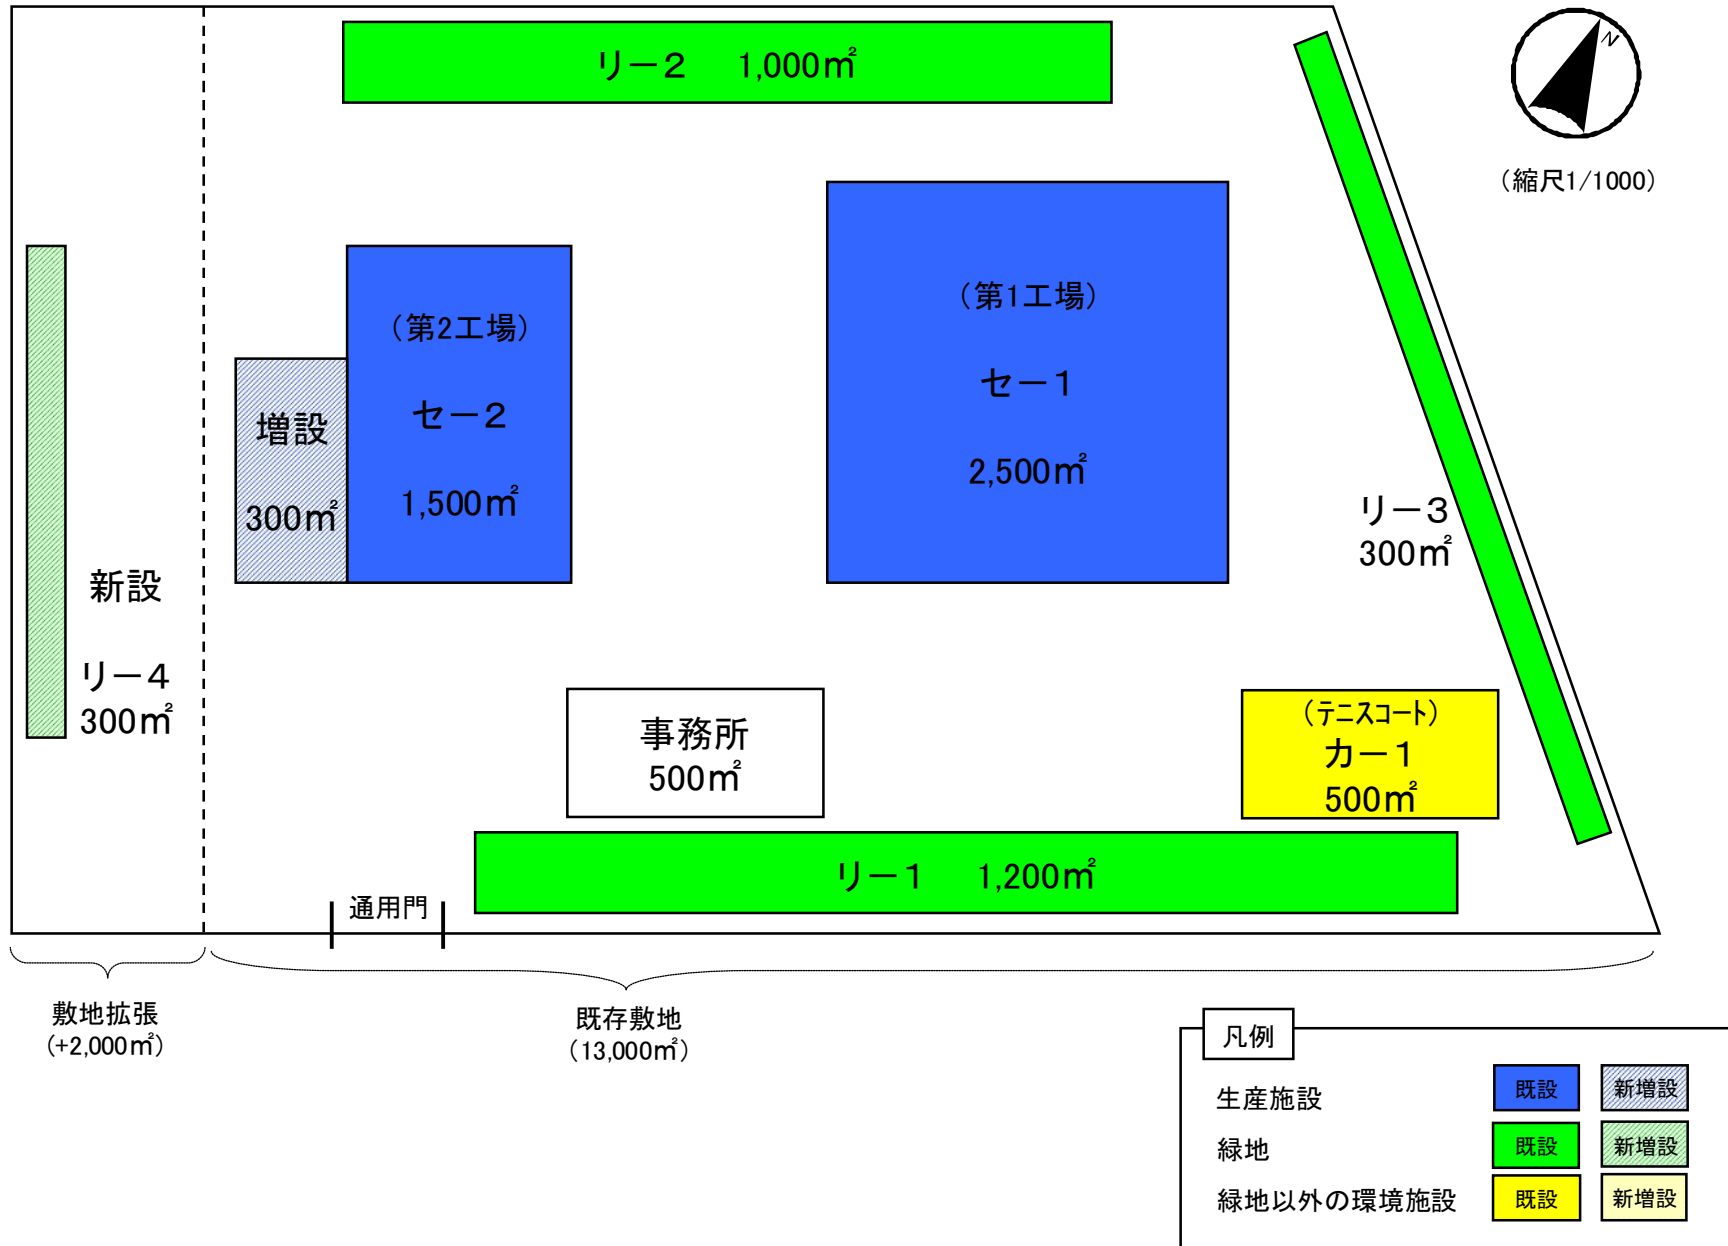 リー２　1,000㎡
N
（縮尺1/1000）
（第1工場）
セー１
2,500㎡
（第2工場）
セー２
1,500㎡
増設
300㎡
リー３
300㎡
新設
リー４
300㎡
事務所
500㎡
（テニスコート）
カー１
500㎡
リー１　1,200㎡
通用門
敷地拡張
（+2,000㎡）
既存敷地
（13,000㎡）
凡例
生産施設 既設 新増設
緑地 既設 新増設
緑地以外の環境施設 既設 新増設